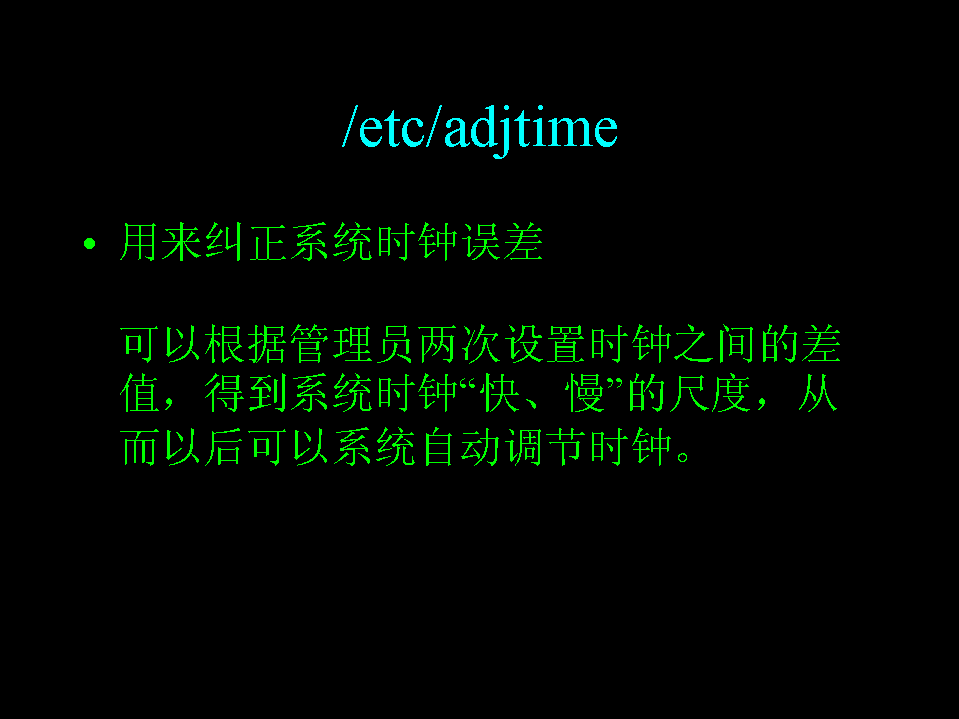 /etc/adjtime
• 用来纠正系统时钟误差
可以根据管理员两次设置时钟之间的差
值，得到系统时钟“快、慢”的尺度，从
而以后可以系统自动调节时钟。